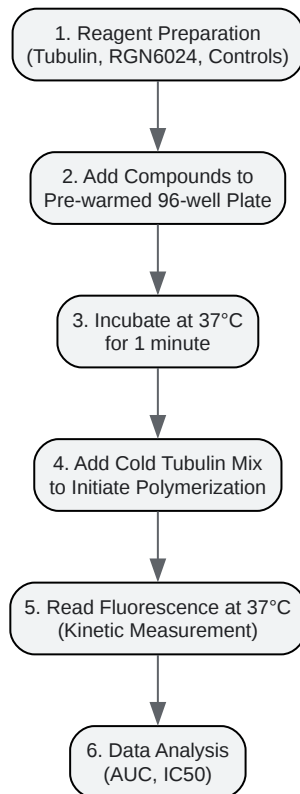 1. Reagent Preparation
(Tubulin, RGN6024, Controls)
2. Add Compounds to
Pre-warmed 96-well Plate
3. Incubate at 37°C
for 1 minute
4. Add Cold Tubulin Mix
to Initiate Polymerization
5. Read Fluorescence at 37°C
(Kinetic Measurement)
6. Data Analysis
(AUC, IC50)